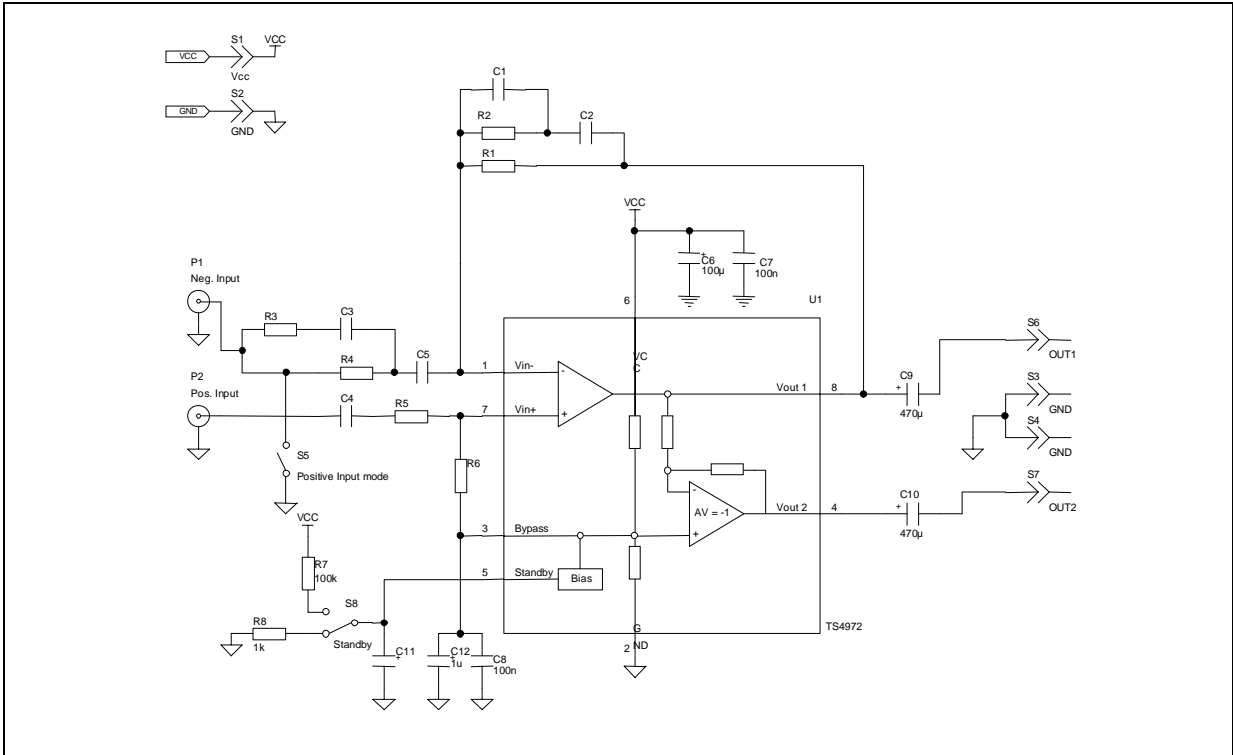 VCC
S1
VCC
Vcc
GND
S2
GND
C1
R2
C2
R1
VCC
+
C6
100µ
C7
100n
P1
Neg. Input
R3
C3
R4
C5
P2
Pos. Input
C4
R5
6
U1
VC
C
1
Vin-
-
7
Vin+
+
Vout 1
8
+
C9
470µ
S6
OUT1
S3
GND
S4
GND
S5
Positive Input mode
R6
-
AV = -1
+
Vout 2
4
+
C10
470µ
S7
OUT2
3
Bypass
5
Standby
Bias
VCC
R7
100k
S8
R8
1k
Standby
+
C11
+
C12
1u
C8
100n
G
2
ND
TS4972